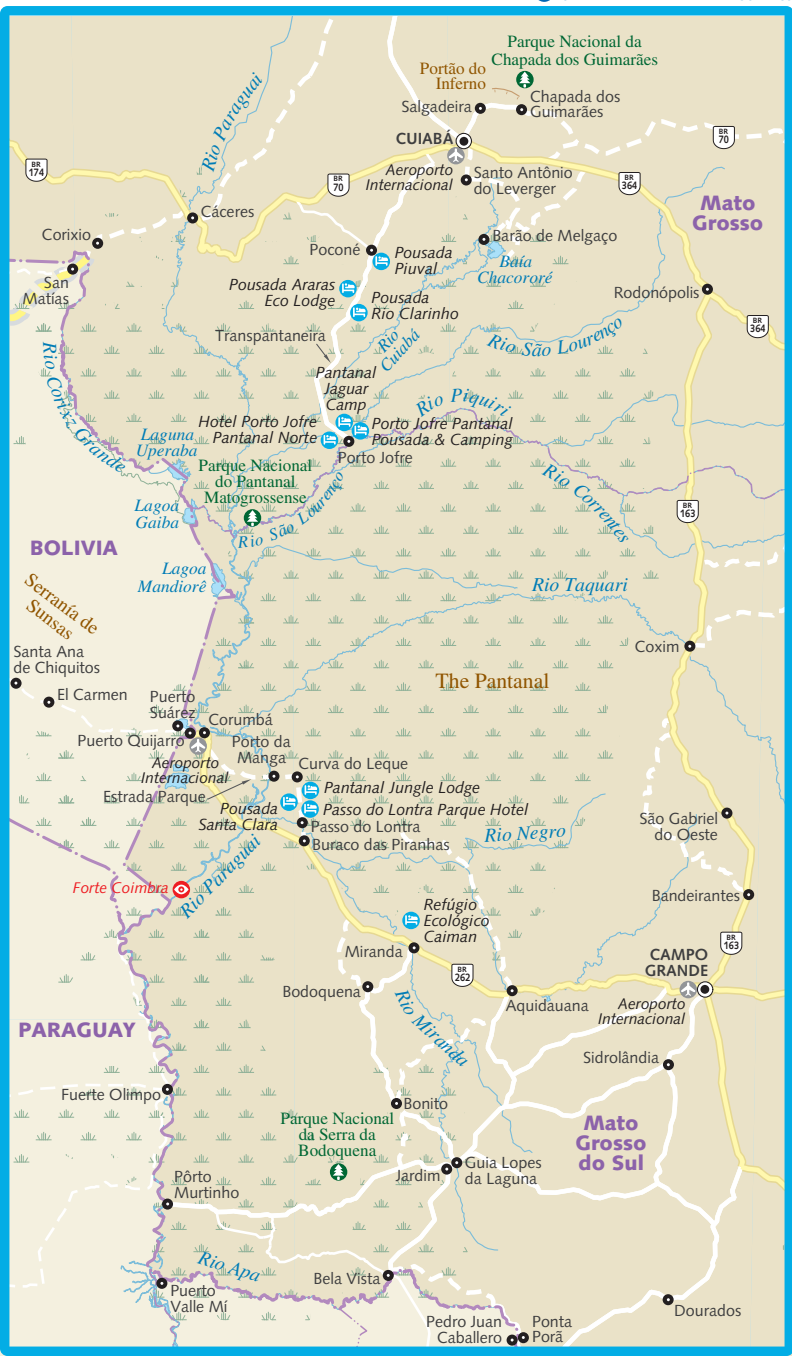 Parque Nacional da
Chapada dos Guimarães
Portão do
Inferno
Salgadeira
Chapada dos
Guimarães
Rio Paraguai
CUIABÁ
BR
70
BR
174
Aeroporto
Internacional
Santo Antônio
do Leverger
BR
70
BR
364
Mato
Grosso
Cáceres
Corixio
Poconé
Pousada
Piuval
Barão de Melgaço
Baía
Chacororé
San
Matías
Pousada Araras
Eco Lodge
Pousada
Rio Clarinho
Rodonópolis
BR
364
Transpantaneira
Rio
Cuiabá
Rio São Lourenço
Rio Corixz Grande
Pantanal
Jaguar
Camp
Rio Piquiri
Hotel Porto Jofre
Pantanal Norte
Porto Jofre Pantanal
Pousada & Camping
Porto Jofre
Laguna
Uperaba
Parque Nacional
do Pantanal
Matogrossense
Rio Correntes
Lagoa
Gaiba
Rio São Lourenço
BR
163
BOLIVIA
Lagoa
Mandiorê
Rio Taquari
Serranía de
Sunsas
Santa Ana
de Chiquitos
Coxim
El Carmen
The Pantanal
Puerto
Suárez
Corumbá
Puerto Quijarro
Porto da
Manga
Aeroporto
Internacional
Curva do Leque
Estrada Parque
Pantanal Jungle Lodge
Pousada
Santa Clara
Passo do Lontra Parque Hotel
Passo do Lontra
Buraco das Piranhas
Rio Negro
São Gabriel
do Oeste
Forte Coimbra
Rio Paraguai
Bandeirantes
Refúgio
Ecológico
Caiman
Miranda
BR
163
CAMPO
GRANDE
BR
262
Bodoquena
Aquidauana
Aeroporto
Internacional
Rio Miranda
PARAGUAY
Sidrolândia
Fuerte Olimpo
Bonito
Parque Nacional
da Serra da
Bodoquena
Mato
Grosso
do Sul
Guia Lopes
da Laguna
Jardim
Pôrto
Murtinho
Rio Apa
Bela Vista
Puerto
Valle Mí
Dourados
Pedro Juan
Caballero
Ponta
Porã